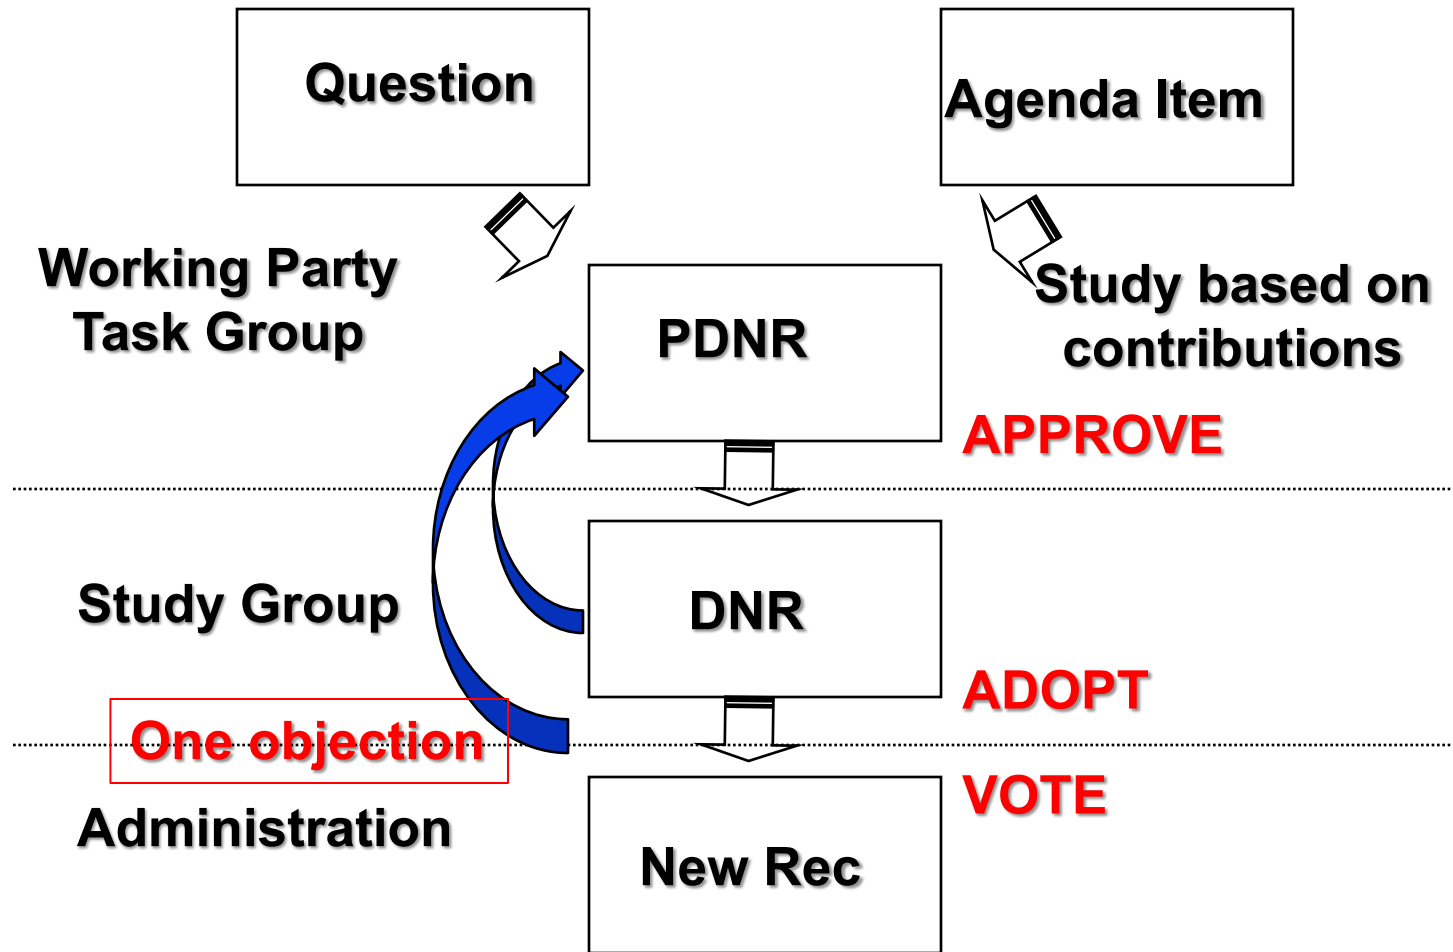 Question
Agenda Item
Working Party
Task Group
PDNR
Study based on
contributions
APPROVE
Study Group
DNR
ADOPT
One objection
VOTE
Administration
New Rec